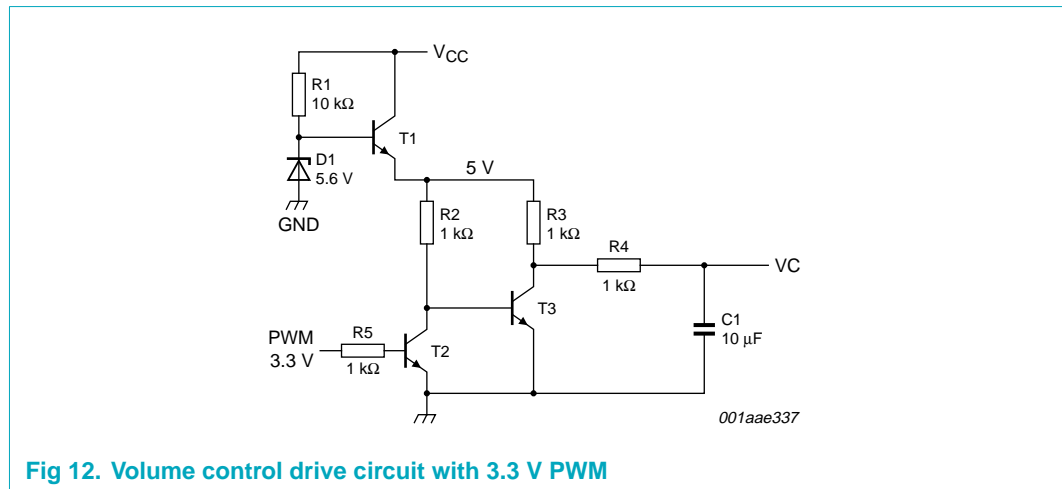 VCC
R1
10 kΩ
T1
D1
5.6 V
GND
5 V
R2
1 kΩ
R3
1 kΩ
R4
1 kΩ
VC
T3
C1
10 μF
PWM
3.3 V
R5
1 kΩ
T2
001aae337
Fig 12. Volume control drive circuit with 3.3 V PWM